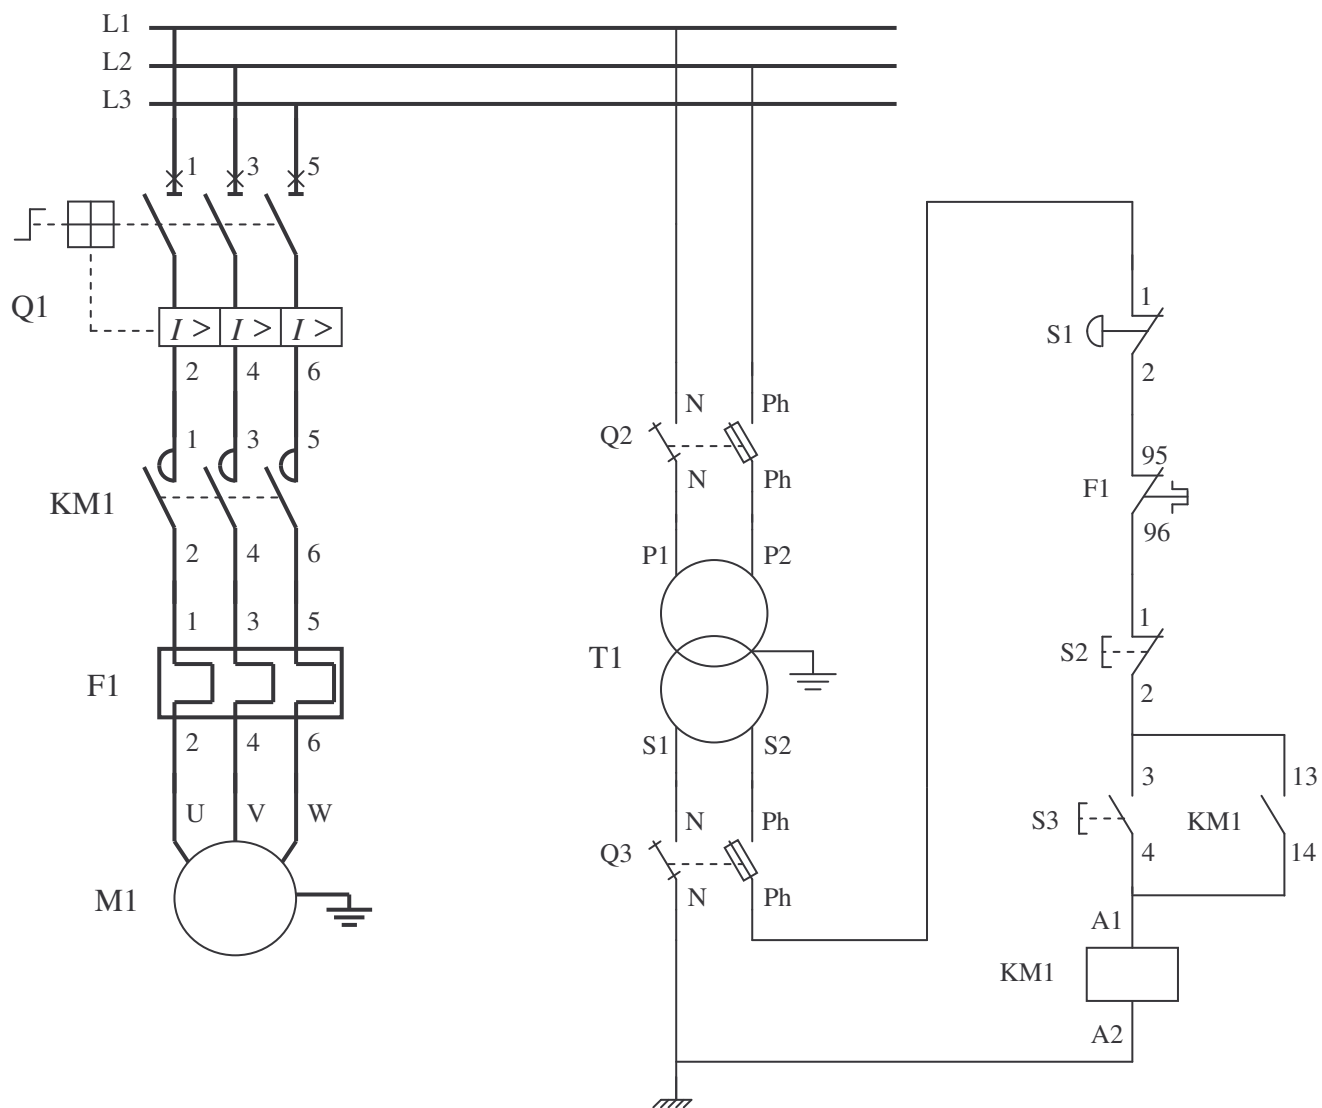 L1
L2
L3
1 3 5
Q1
I > I > I >
2 4 6
1 3 5
KM1
2 4 6
1 3 5
F1
2 4 6
U V W
M1
N Ph
Q2
N Ph
P1 P2
T1
S1 S2
N Ph
Q3
N Ph
1
S1
2
95
F1
96
1
S2
2
3 13
S3 KM1
4 14
A1
KM1
A2